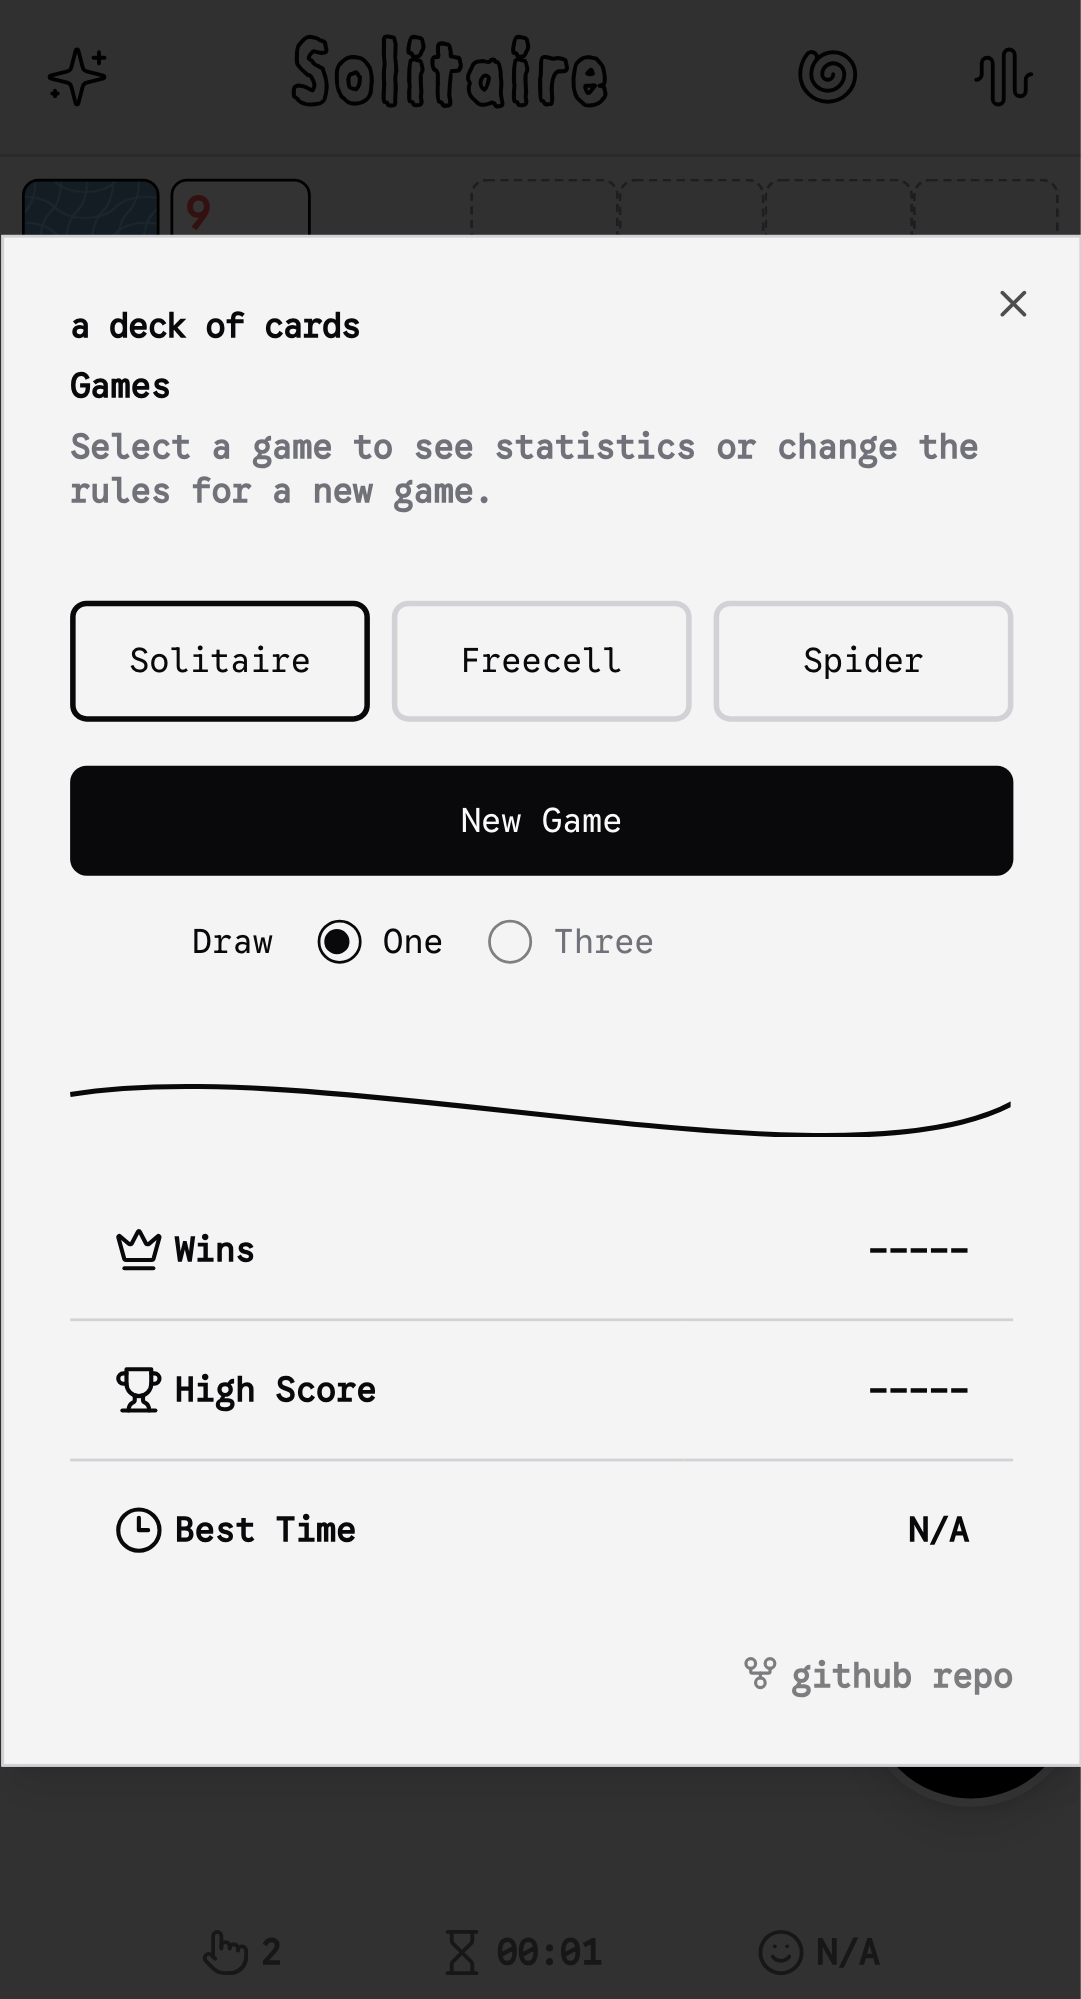 Solitaire
9
a deck of cards
Games
Select a game to see statistics or change the
rules for a new game.
Solitaire Freecell Spider
New Game
Draw One Three
Wins -----
High Score -----
Best Time N/A
github repo
2 00:01 N/A